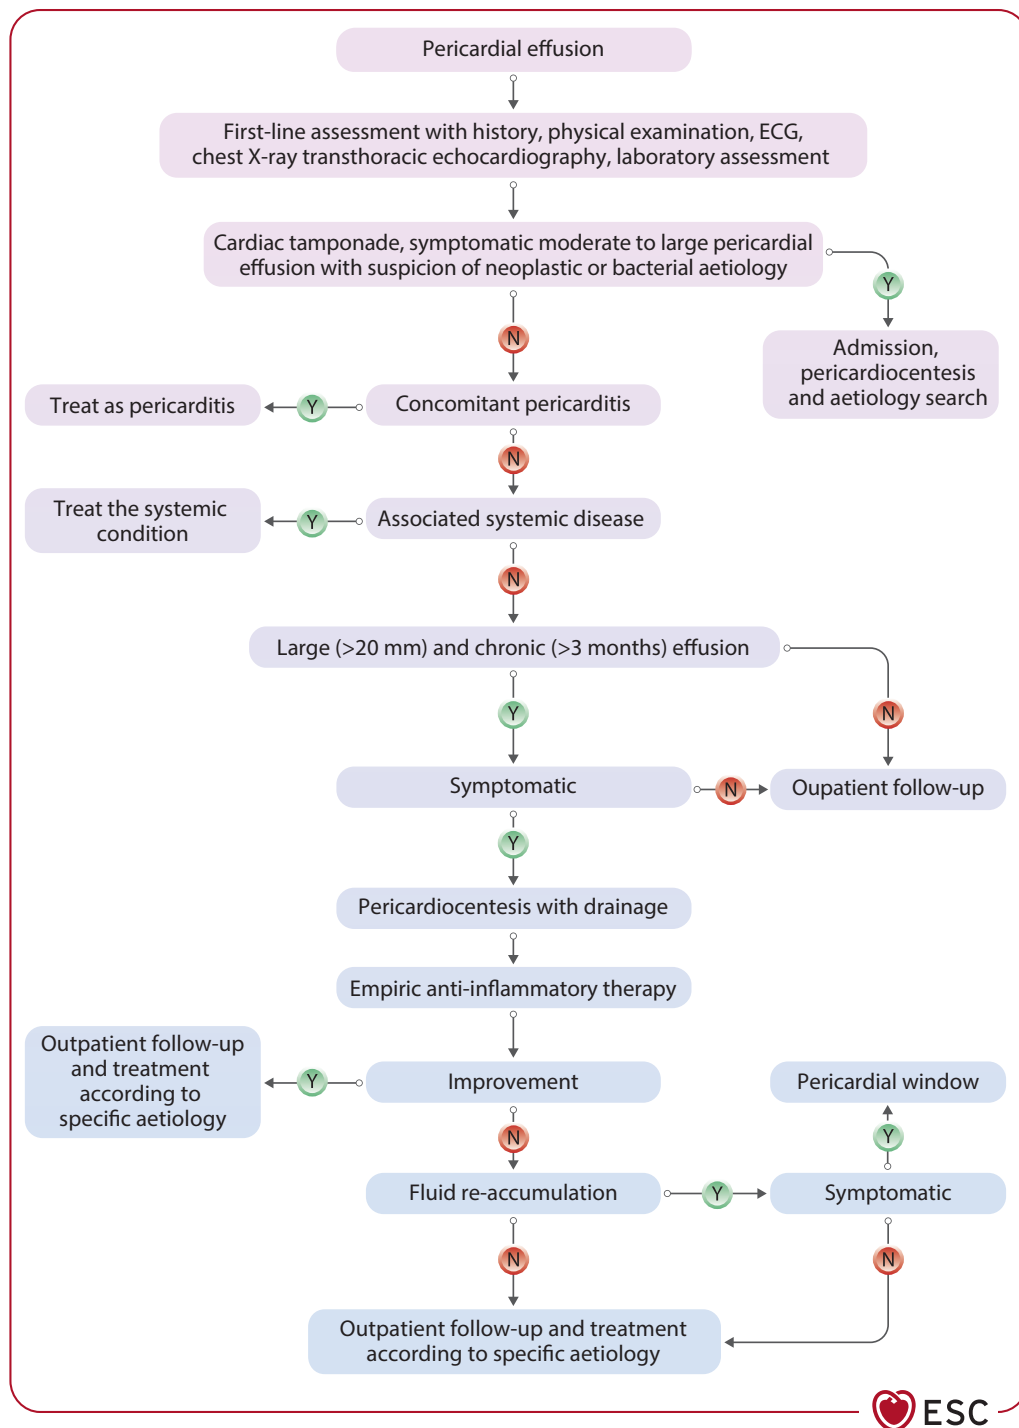 Pericardial effusion
First-line assessment with history, physical examination, ECG,
chest X-ray transthoracic echocardiography, laboratory assessment
Cardiac tamponade, symptomatic moderate to large pericardial
effusion with suspicion of neoplastic or bacterial aetiology
Y
N
Admission,
pericardiocentesis
and aetiology search
Treat as pericarditis
Y
Concomitant pericarditis
N
Treat the systemic
condition
Y
Associated systemic disease
N
Large (>20 mm) and chronic (>3 months) effusion
Y
N
Symptomatic
N
Oupatient follow-up
Y
Pericardiocentesis with drainage
Empiric anti-inflammatory therapy
Outpatient follow-up
and treatment
according to
specific aetiology
Y
Improvement
Pericardial window
N
Y
Fluid re-accumulation
Y
Symptomatic
N
N
Outpatient follow-up and treatment
according to specific aetiology
ESC